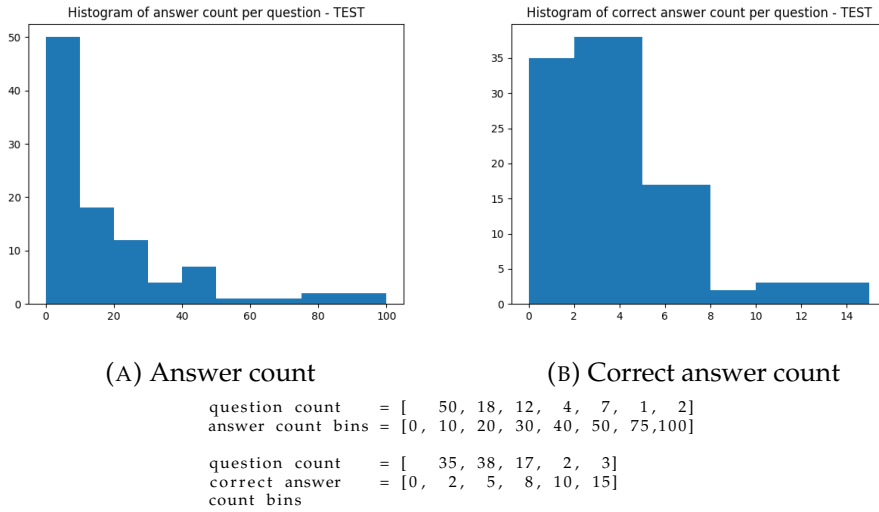 Histogram of answer count per question - TEST
50
40
30
20
10
0
0 20 40 60 80 100
(A) Answer count
Histogram of correct answer count per question - TEST
35
30
25
20
15
10
5
0
0 2 4 6 8 10 12 14
(B) Correct answer count
question count = [ 50, 18, 12, 4, 7, 1, 2]
answer count bins = [0, 10, 20, 30, 40, 50, 75,100]
question count = [ 35, 38, 17, 2, 3]
correct answer = [0, 2, 5, 8, 10, 15]
count bins